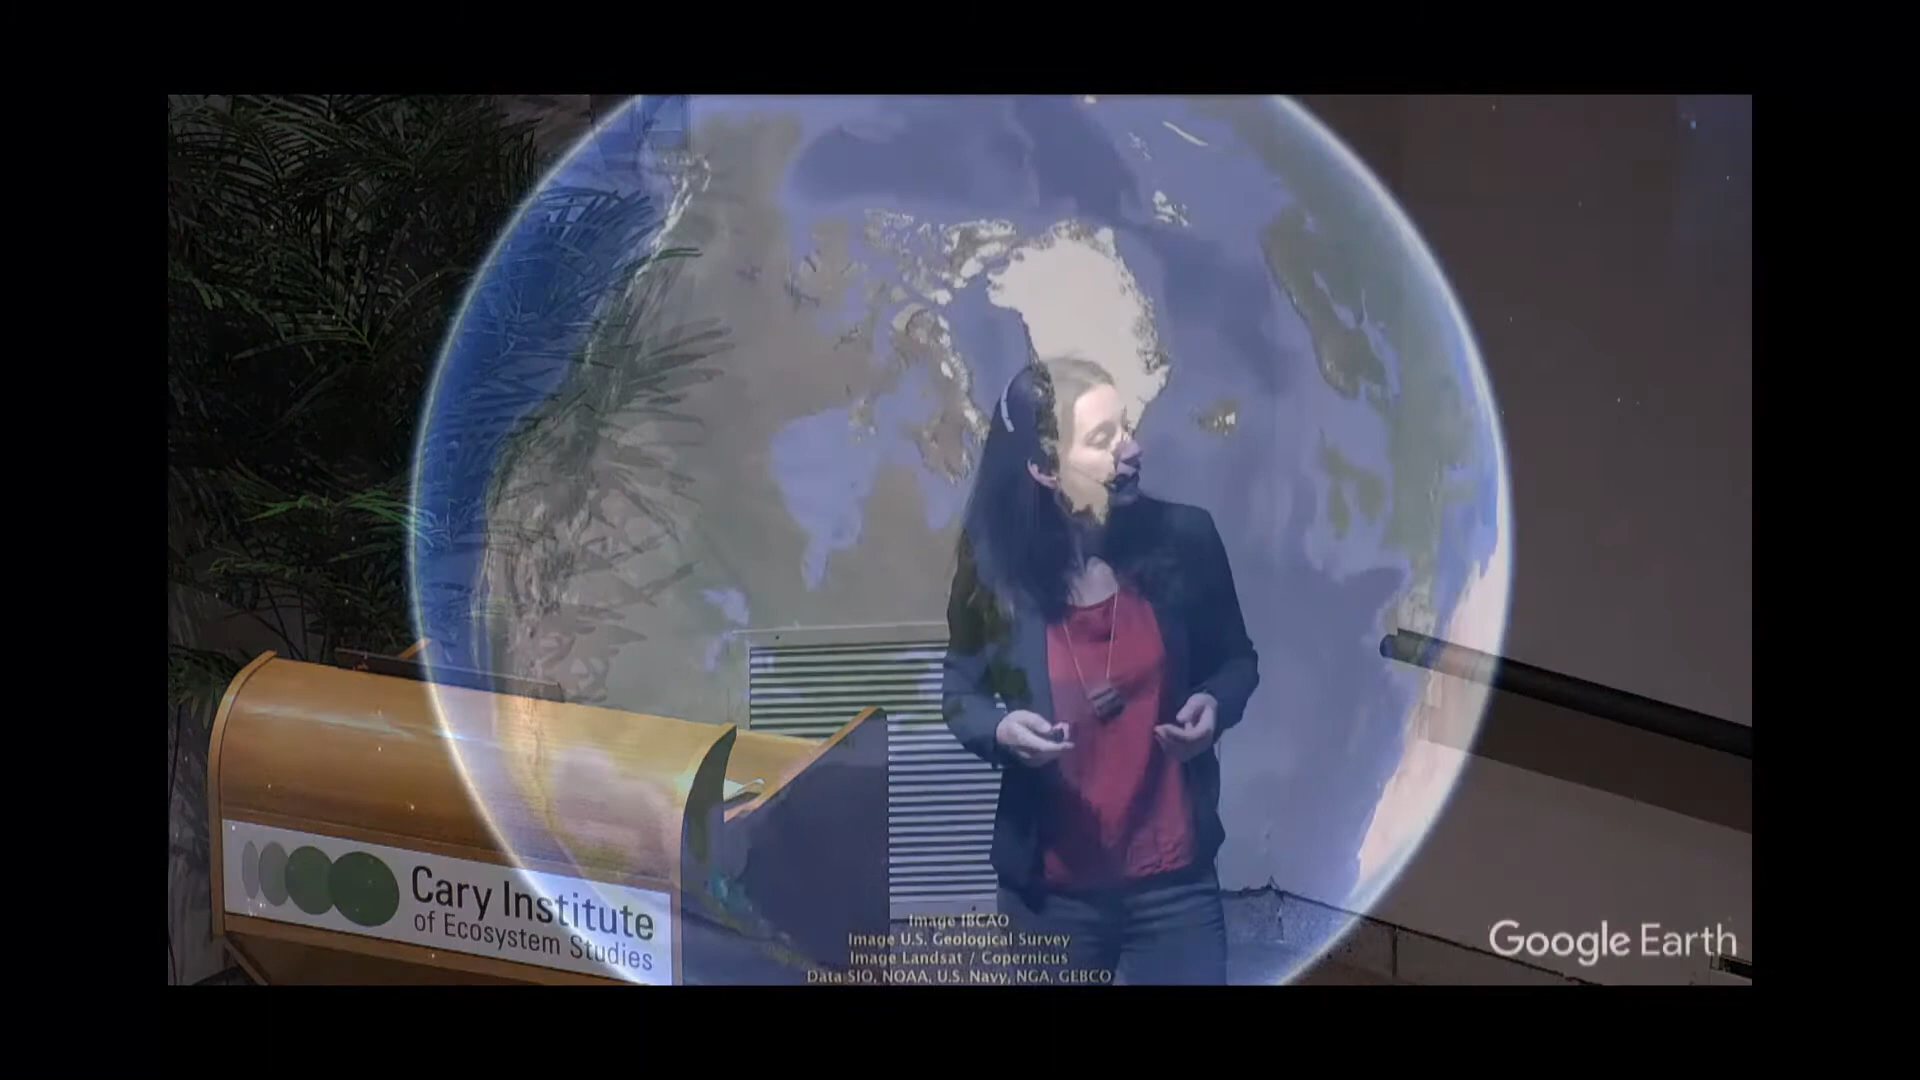 Cary Institute
of Ecosystem Studies
Image IBCAO
Image U.S. Geological Survey
Image Landsat / Copernicus
Data SIO, NOAA, U.S. Navy, NGA, GEBCO
Google Earth